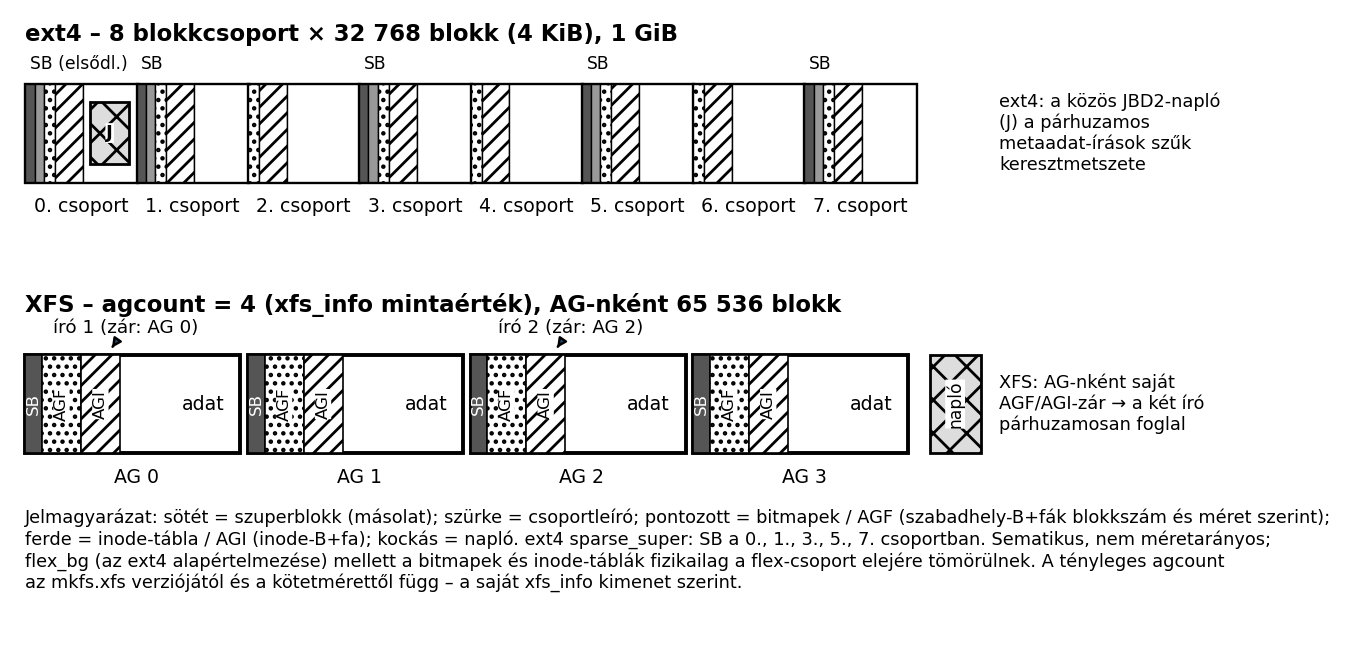 ext4 – 8 blokkcsoport × 32 768 blokk (4 KiB), 1 GiB
SB (elsődl.) SB SB SB SB
J
ext4: a közös JBD2-napló
(J) a párhuzamos
metaadat-írások szűk
keresztmetszete
0. csoport 1. csoport 2. csoport 3. csoport 4. csoport 5. csoport 6. csoport 7. csoport
XFS – agcount = 4 (xfs_info mintaérték), AG-nként 65 536 blokk
író 1 (zár: AG 0) író 2 (zár: AG 2)
SB AGF AGI adat SB AGF AGI adat SB AGF AGI adat SB AGF AGI adat napló
XFS: AG-nként saját
AGF/AGI-zár → a két író
párhuzamosan foglal
AG 0 AG 1 AG 2 AG 3
Jelmagyarázat: sötét = szuperblokk (másolat); szürke = csoportleíró; pontozott = bitmapek / AGF (szabadhely-B+fák blokkszám és méret szerint);
ferde = inode-tábla / AGI (inode-B+fa); kockás = napló. ext4 sparse_super: SB a 0., 1., 3., 5., 7. csoportban. Sematikus, nem méretarányos;
flex_bg (az ext4 alapértelmezése) mellett a bitmapek és inode-táblák fizikailag a flex-csoport elejére tömörülnek. A tényleges agcount
az mkfs.xfs verziójától és a kötetmérettől függ – a saját xfs_info kimenet szerint.